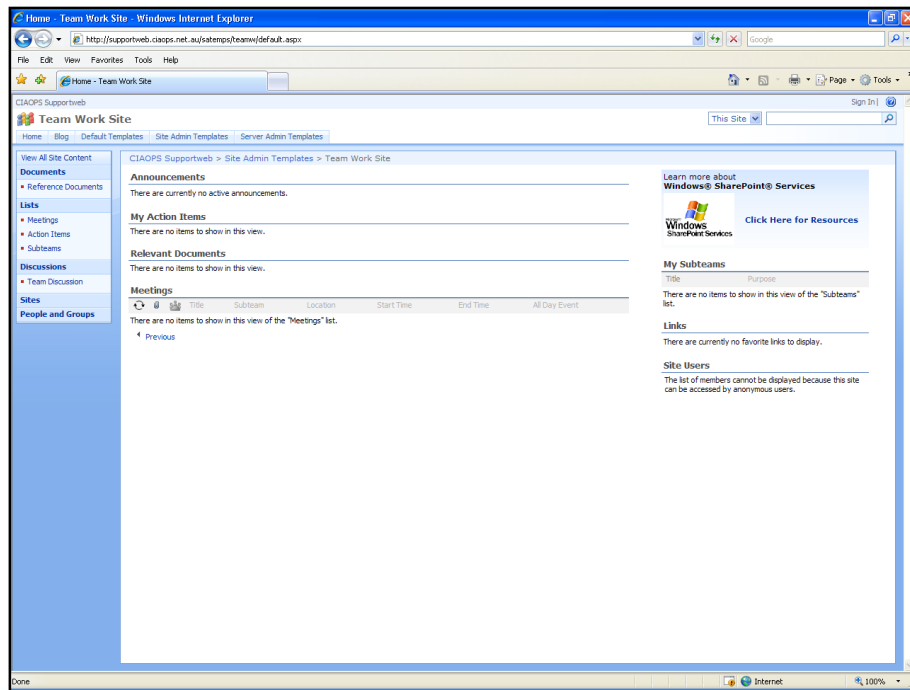 Home - Team Work Site - Windows Internet Explorer
http://supportweb.ciaops.net.au/satemps/teamw/default.aspx
Google
File Edit View Favorites Tools Help
Home - Team Work Site
Page Tools
CIAOPS Supportweb
Sign In
Team Work Site
This Site
Home Blog Default Templates Site Admin Templates Server Admin Templates
View All Site Content
Documents
Reference Documents
Lists
Meetings
Action Items
Subteams
Discussions
Team Discussion
Sites
People and Groups
CIAOPS Supportweb > Site Admin Templates > Team Work Site
Announcements
There are currently no active announcements.
My Action Items
There are no items to show in this view.
Relevant Documents
There are no items to show in this view.
Meetings
Title Subteam Location Start Time End Time All Day Event
There are no items to show in this view of the "Meetings" list.
Previous
Learn more about
Windows® SharePoint® Services
Windows
SharePoint Services
Click Here for Resources
My Subteams
Title Purpose
There are no items to show in this view of the "Subteams"
list.
Links
There are currently no favorite links to display.
Site Users
The list of members cannot be displayed because this site
can be accessed by anonymous users.
Done
Internet
100%